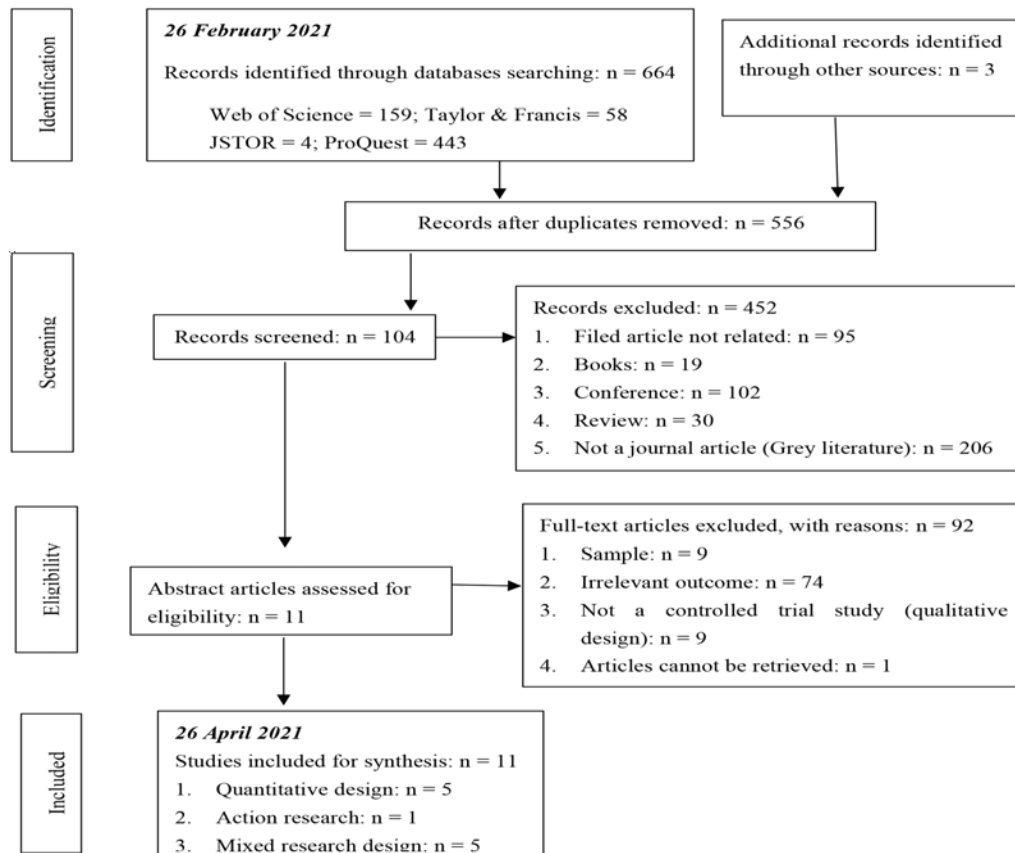 Identification
26 February 2021
Records identified through databases searching: n = 664
Web of Science = 159; Taylor & Francis = 58
JSTOR = 4; ProQuest = 443
Additional records identified
through other sources: n = 3
Records after duplicates removed: n = 556
Screening
Records screened: n = 104
Records excluded: n = 452
1. Filed article not related: n = 95
2. Books: n = 19
3. Conference: n = 102
4. Review: n = 30
5. Not a journal article (Grey literature): n = 206
Eligibility
Abstract articles assessed for
eligibility: n = 11
Full-text articles excluded, with reasons: n = 92
1. Sample: n = 9
2. Irrelevant outcome: n = 74
3. Not a controlled trial study (qualitative
design): n = 9
4. Articles cannot be retrieved: n = 1
Included
26 April 2021
Studies included for synthesis: n = 11
1. Quantitative design: n = 5
2. Action research: n = 1
3. Mixed research design: n = 5